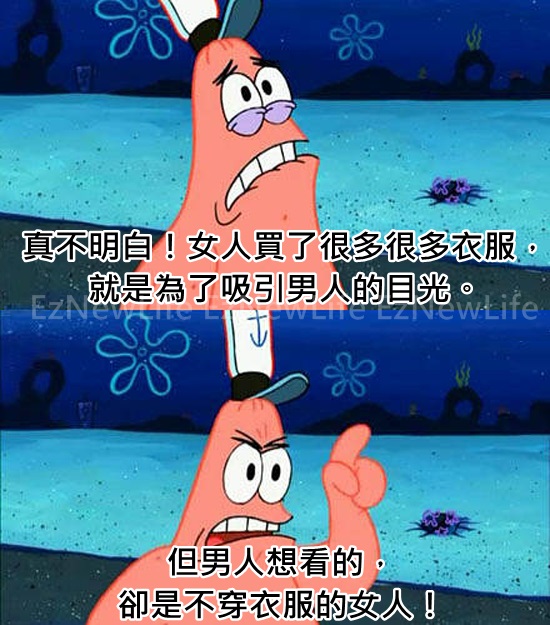 真不明白！女人買了很多很多衣服，
就是為了吸引男人的目光。
EzNewLife EzNewLife EzNewLife
但男人想看的，
卻是不穿衣服的女人！